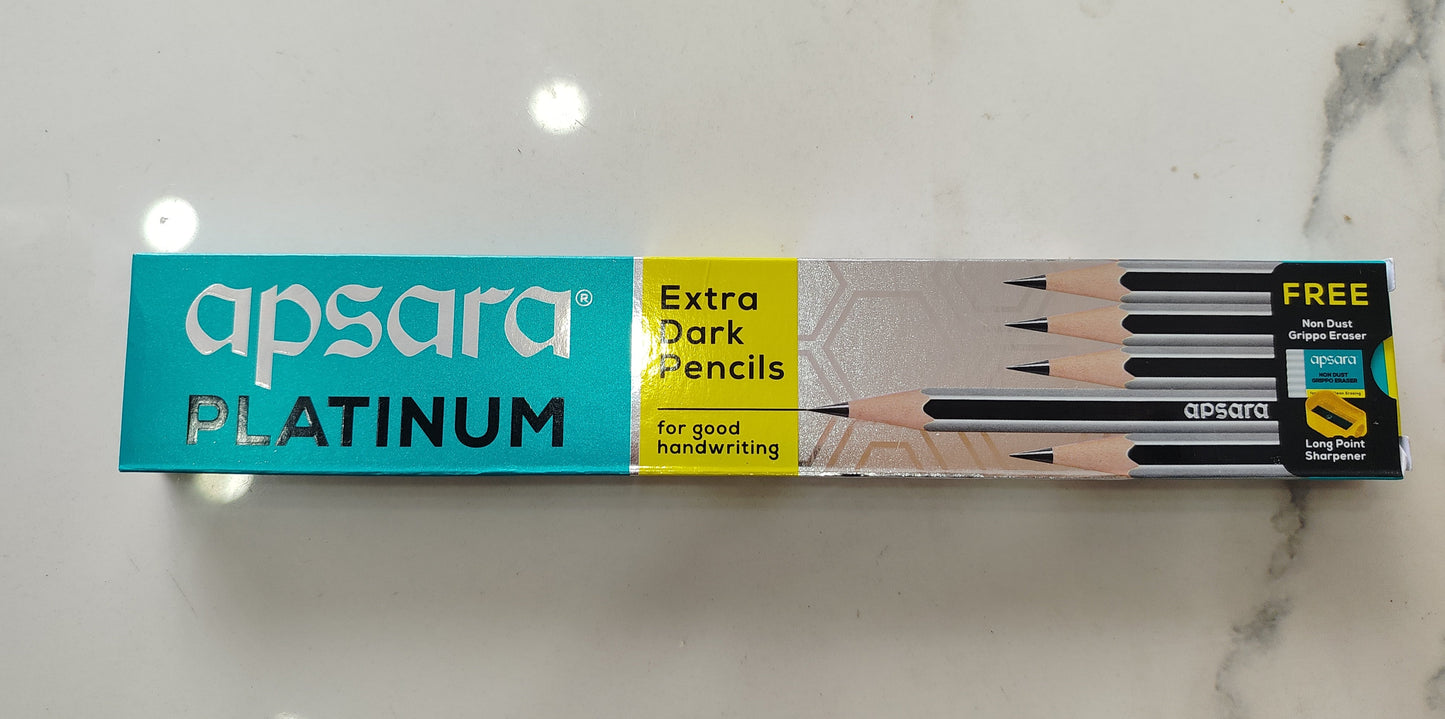 apsara®
PLATINUM
Extra
Dark
Pencils
for good
handwriting
apsara
FREE
Non Dust
Grippo Eraser
apsara
NON DUST
GRIPPO ERASER
Long Point
Sharpener